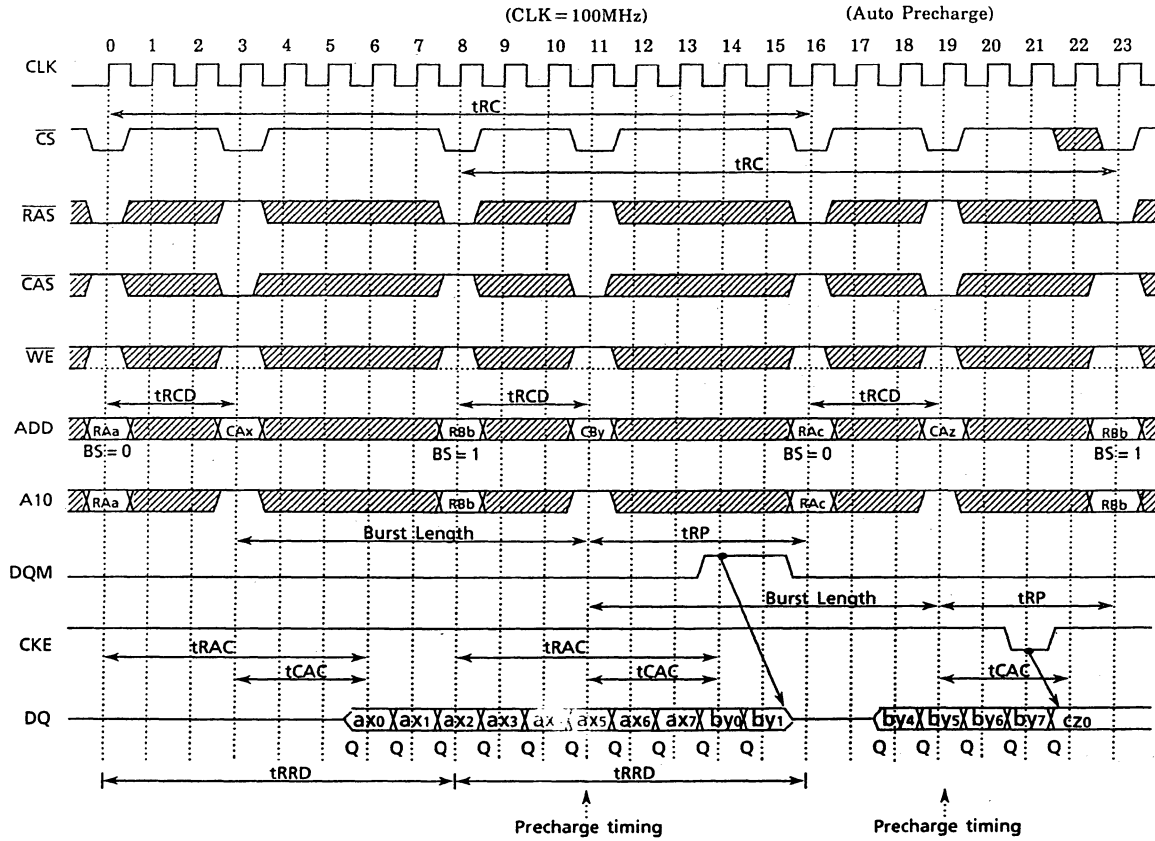 (CLK=100MHz) (Auto Precharge)
0 1 2 3 4 5 6 7 8 9 10 11 12 13 14 15 16 17 18 19 20 21 22 23
CLK
tRC
CS
tRC
RAS
CAS
WE
tRCD tRCD tRCD
ADD RAa CAx RBb CBy RAc CAz RBb
BS=0 BS=1 BS=0 BS=1
A10 RAa RBb RAc RBb
Burst Length tRP
DQM
Burst Length tRP
CKE
tRAC tRAC
tCAC tCAC tCAC
DQ ax0 ax1 ax2 ax3 ax5 ax6 ax7 by0 by1 by4 by5 by6 by7 cz0
Q Q Q Q Q Q Q Q Q Q Q Q Q Q Q
tRRD tRRD
Precharge timing Precharge timing